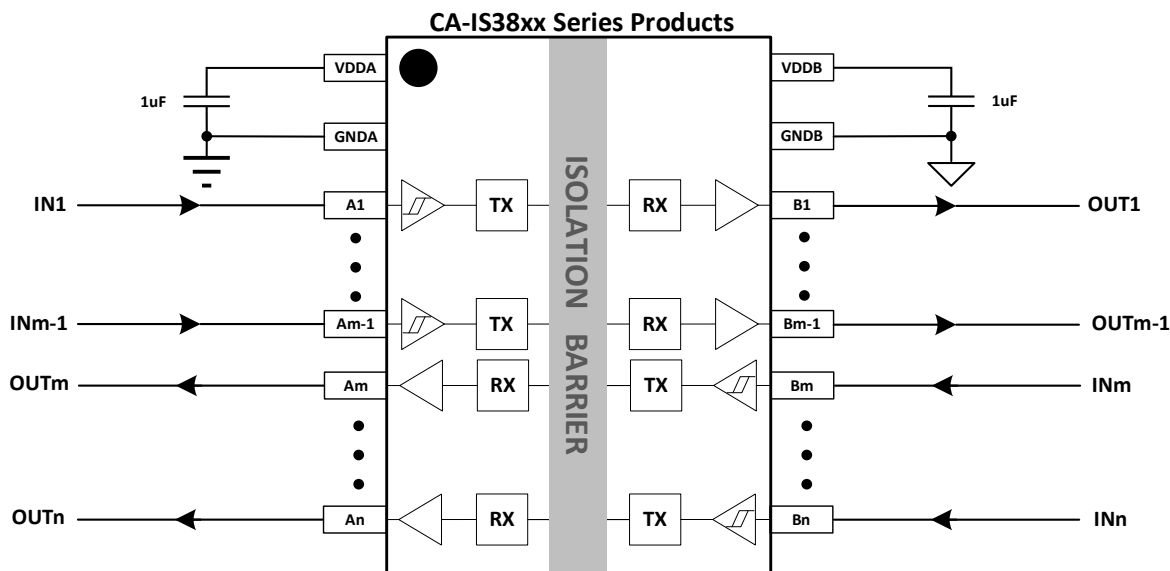 CA-IS38xx Series Products
VDDA
VDDB
1uF
1uF
GNDA
GNDB
ISOLATION BARRIER
IN1
A1
TX
RX
B1
OUT1
INm-1
Am-1
TX
RX
Bm-1
OUTm-1
OUTm
Am
RX
TX
Bm
INm
OUTn
An
RX
TX
Bn
INn